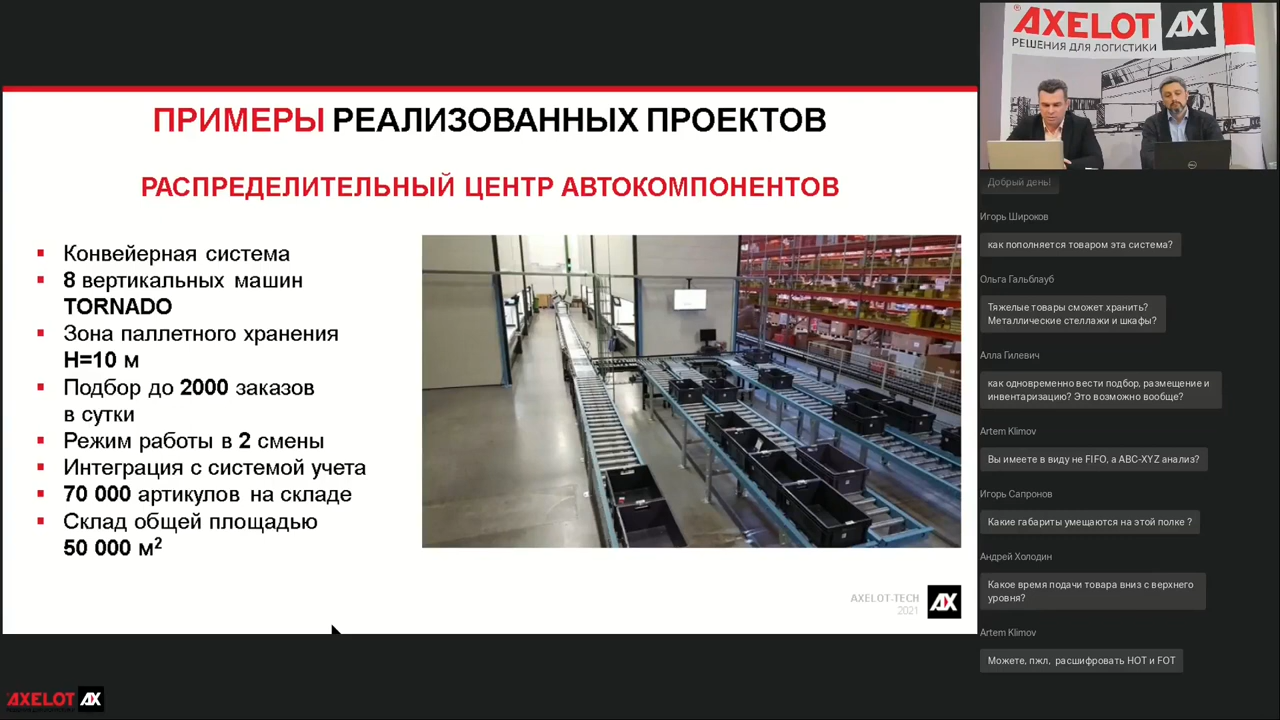 ПРИМЕРЫ РЕАЛИЗОВАННЫХ ПРОЕКТОВ
РАСПРЕДЕЛИТЕЛЬНЫЙ ЦЕНТР АВТОКОМПОНЕНТОВ
Конвейерная система
8 вертикальных машин
TORNADO
Зона паллетного хранения
H=10 м
Подбор до 2000 заказов
в сутки
Режим работы в 2 смены
Интеграция с системой учета
70 000 артикулов на складе
Склад общей площадью
50 000 м²
AXELOT-TECH
2021
AX
AXELOT AX
AXELOT AX
РЕШЕНИЯ ДЛЯ ЛОГИСТИКИ
Добрый день!
Игорь Широков
как пополняется товаром эта система?
Ольга Гальблауб
Тяжелые товары сможет хранить?
Металлические стеллажи и шкафы?
Алла Гилевич
как одновременно вести подбор, размещение и
инвентаризацию? Это возможно вообще?
Artem Klimov
Вы имеете в виду не FIFO, а ABC-XYZ анализ?
Игорь Сапронов
Какие габариты умещаются на этой полке ?
Андрей Холодин
Какое время подачи товара вниз с верхнего
уровня?
Artem Klimov
Можете, пжл, расшифровать НОТ и FOT